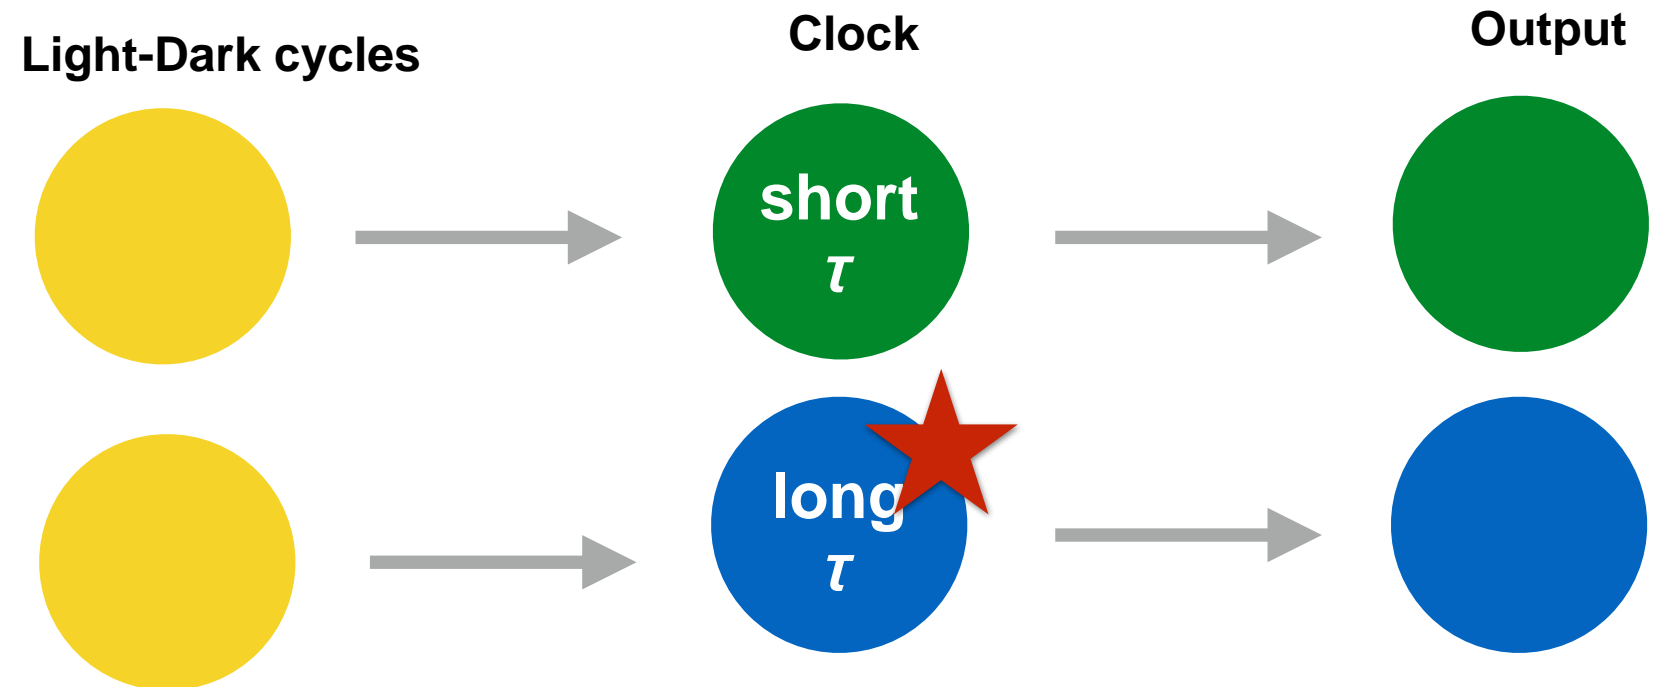 Light-Dark cycles
Clock
Output
short
τ
long
τ